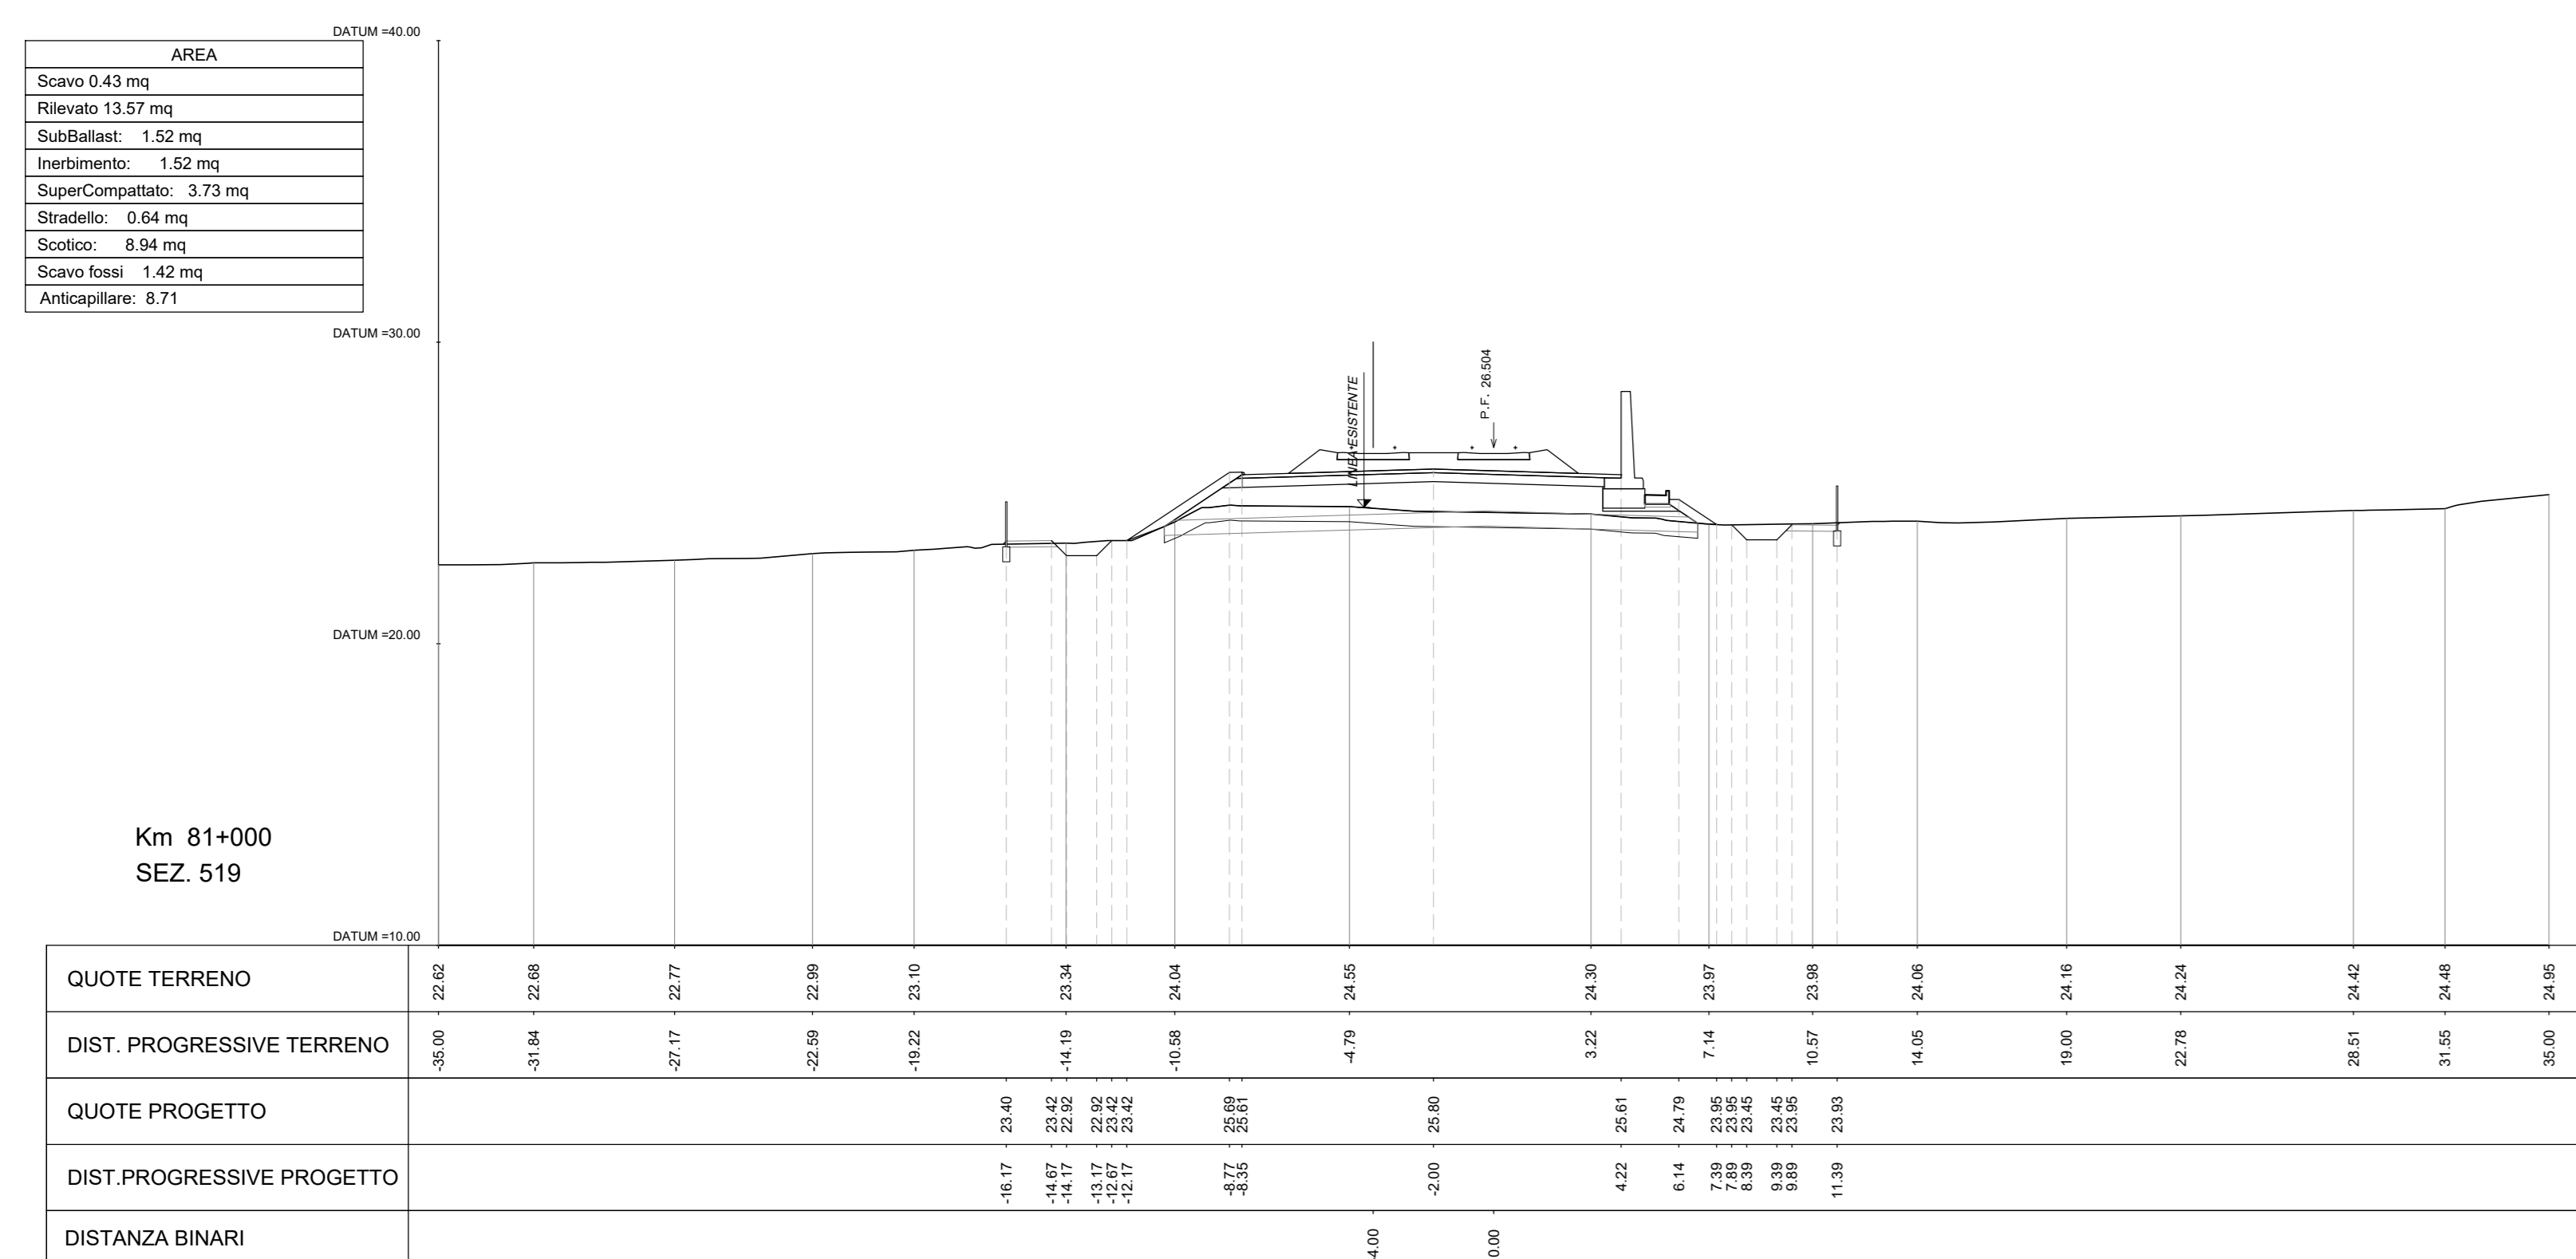 DATUM =40.00
AREA
Scavo 0.43 mq
Rilevato 13.57 mq
SubBallast: 1.52 mq
Inerbimento: 1.52 mq
SuperCompattato: 3.73 mq
Stradello: 0.64 mq
Scotico: 8.94 mq
Scavo fossi 1.42 mq
Anticapillare: 8.71
DATUM =30.00
LINEA ESISTENTE
P.F. 26.504
DATUM =20.00
Km 81+000
SEZ. 519
DATUM =10.00
QUOTE TERRENO 22.62 22.68 22.77 22.99 23.10 23.34 24.04 24.55 24.30 23.97 23.98 24.06 24.16 24.24 24.42 24.48 24.95
DIST. PROGRESSIVE TERRENO -35.00 -31.84 -27.17 -22.59 -19.22 -14.19 -10.58 -4.79 3.22 7.14 10.57 14.05 19.00 22.78 28.51 31.55 35.00
QUOTE PROGETTO 23.40 23.42 22.92 22.92 23.42 23.42 25.69 25.61 25.80 25.61 24.79 23.95 23.95 23.45 23.45 23.95 23.93
DIST.PROGRESSIVE PROGETTO -16.17 -14.67 -14.17 -13.17 -12.67 -12.17 -8.77 -8.35 -2.00 4.22 6.14 7.39 7.89 8.39 9.39 9.89 11.39
DISTANZA BINARI 4.00 0.00